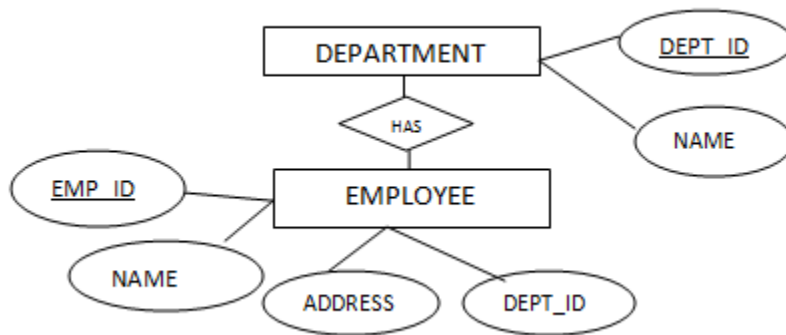 DEPARTMENT
DEPT_ID
HAS
NAME
EMP_ID
EMPLOYEE
NAME
ADDRESS
DEPT_ID